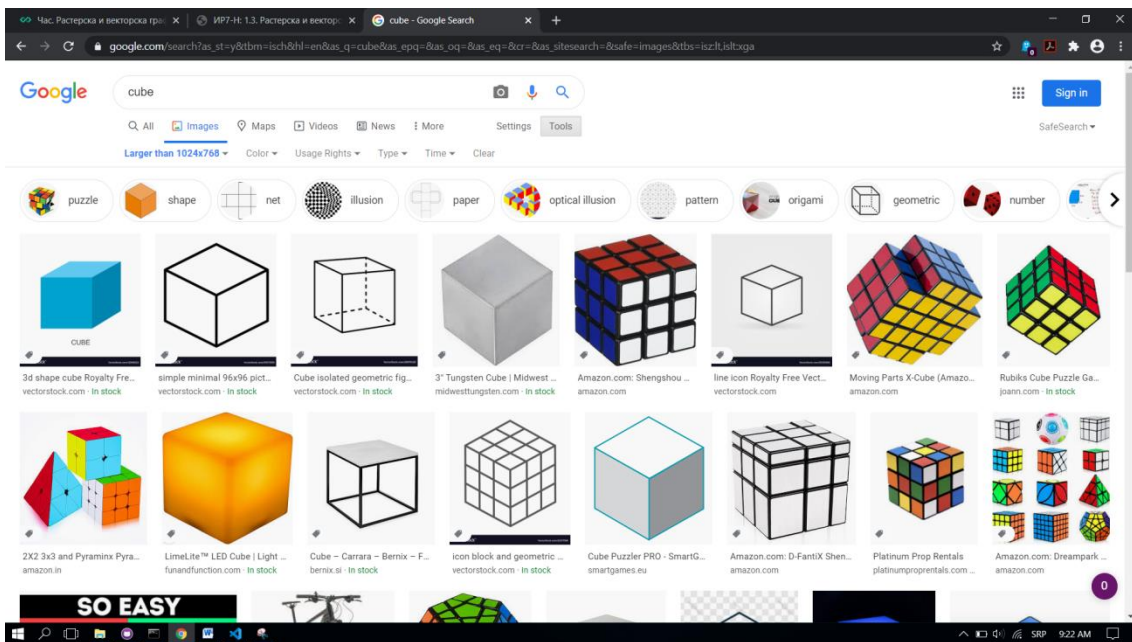 Час. Растерска и векторска граф
ИР7-Н: 1.3. Растерска и векторс
cube - Google Search
google.com/search?as_st=y&tbm=isch&hl=en&as_q=cube&as_epq=&as_oq=&as_eq=&cr=&as_sitesearch=&safe=images&tbs=isz:lt,islt:xga
Google
cube
Sign in
All Images Maps Videos News More Settings Tools
SafeSearch
Larger than 1024x768 Color Usage Rights Type Time Clear
puzzle shape net illusion paper optical illusion pattern origami geometric number
CUBE
3d shape cube Royalty Fre...
vectorstock.com · In stock
simple minimal 96x96 pict...
vectorstock.com · In stock
Cube isolated geometric fig...
vectorstock.com · In stock
3" Tungsten Cube | Midwest ...
midwesttungsten.com · In stock
Amazon.com: Shengshou ...
amazon.com
line icon Royalty Free Vect...
vectorstock.com
Moving Parts X-Cube (Amazo...
amazon.com
Rubiks Cube Puzzle Ga...
joann.com · In stock
2X2 3x3 and Pyraminx Pyra...
amazon.in
LimeLite™ LED Cube | Light ...
funandfunction.com · In stock
Cube – Carrara – Bernix – F...
bernix.si · In stock
icon block and geometric ...
vectorstock.com · In stock
Cube Puzzler PRO - SmartG...
smartgames.eu
Amazon.com: D-FantiX Shen...
amazon.com
Platinum Prop Rentals
platinumproprentals.com ...
Amazon.com: Dreampark ...
amazon.com
0
SO EASY
SRP 9:22 AM